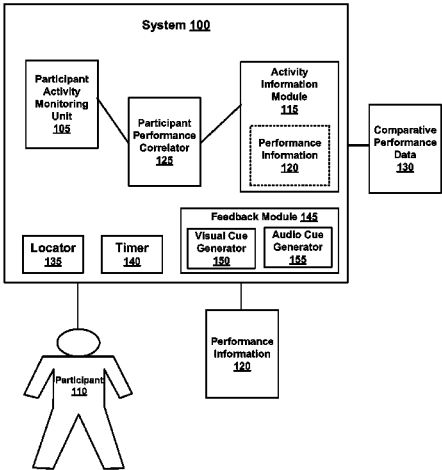 System 100
Participant
Activity
Monitoring
Unit
105
Participant
Performance
Correlator
125
Activity
Information
Module
115
Performance
Information
120
Comparative
Performance
Data
130
Locator
135
Timer
140
Feedback Module 145
Visual Cue
Generator
150
Audio Cue
Generator
155
Participant
110
Performance
Information
120